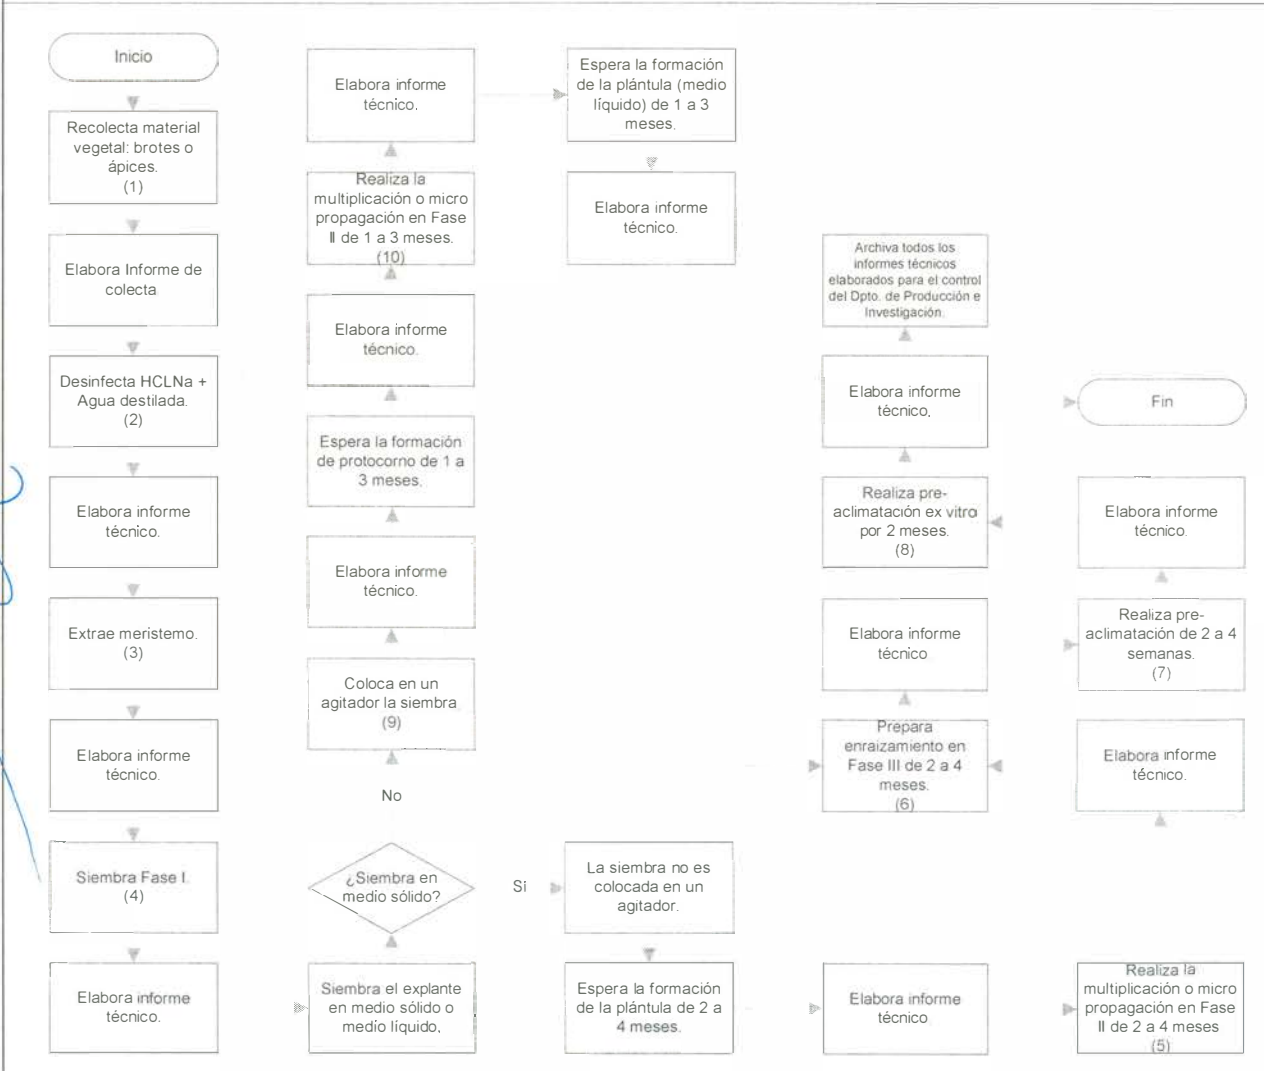 Inicio
Recolecta material
vegetal: brotes o
ápices.
(1)
Elabora Informe de
colecta
Desinfecta HCLNa +
Agua destilada.
(2)
Elabora informe
técnico.
Extrae meristemo.
(3)
Elabora informe
técnico.
Siembra Fase I.
(4)
Elabora informe
técnico.
Siembra el explante
en medio sólido o
medio líquido,
¿Siembra en
medio sólido?
No
Coloca en un
agitador la siembra
(9)
Elabora informe
técnico.
Espera la formación
de protocorno de 1 a
3 meses.
Elabora informe
técnico.
Realiza la
multiplicación o micro
propagación en Fase
II de 1 a 3 meses.
(10)
Elabora informe
técnico.
Espera la formación
de la plántula (medio
líquido) de 1 a 3
meses.
Elabora informe
técnico.
Si
La siembra no es
colocada en un
agitador.
Espera la formación
de la plántula de 2 a
4 meses.
Elabora informe
técnico
Realiza la
multiplicación o micro
propagación en Fase
II de 2 a 4 meses
(5)
Elabora informe
técnico.
Prepara
enraizamiento en
Fase III de 2 a 4
meses.
(6)
Elabora informe
técnico
Realiza pre-
aclimatación de 2 a 4
semanas.
(7)
Elabora informe
técnico.
Realiza pre-
aclimatación ex vitro
por 2 meses.
(8)
Elabora informe
técnico,
Archiva todos los
informes técnicos
elaborados para el control
del Dpto. de Producción e
Investigación.
Fin